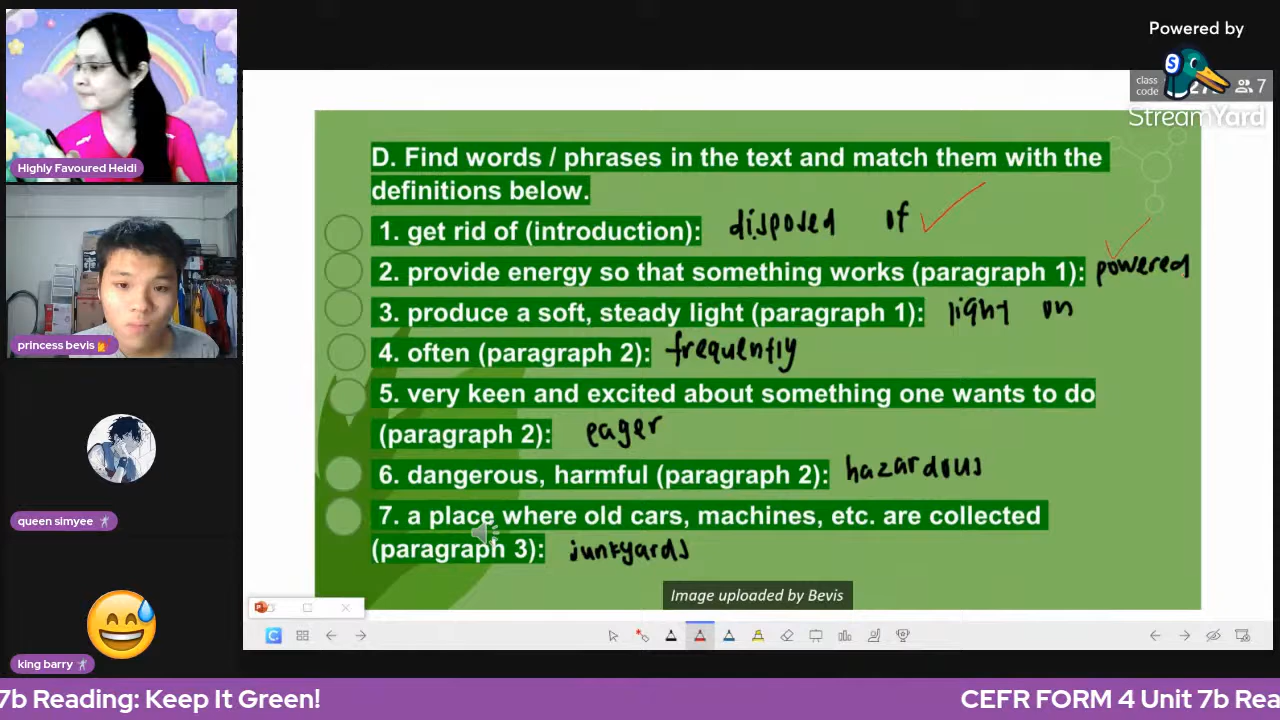 Powered by
StreamYard
class code
7
Highly Favoured Heidi
princess bevis
queen simyee
king barry
D. Find words / phrases in the text and match them with the
definitions below.
1. get rid of (introduction): disposed of
2. provide energy so that something works (paragraph 1): powered
3. produce a soft, steady light (paragraph 1): light on
4. often (paragraph 2): frequently
5. very keen and excited about something one wants to do
(paragraph 2): eager
6. dangerous, harmful (paragraph 2): hazardous
7. a place where old cars, machines, etc. are collected
(paragraph 3): junkyards
Image uploaded by Bevis
7b Reading: Keep It Green! CEFR FORM 4 Unit 7b Rea